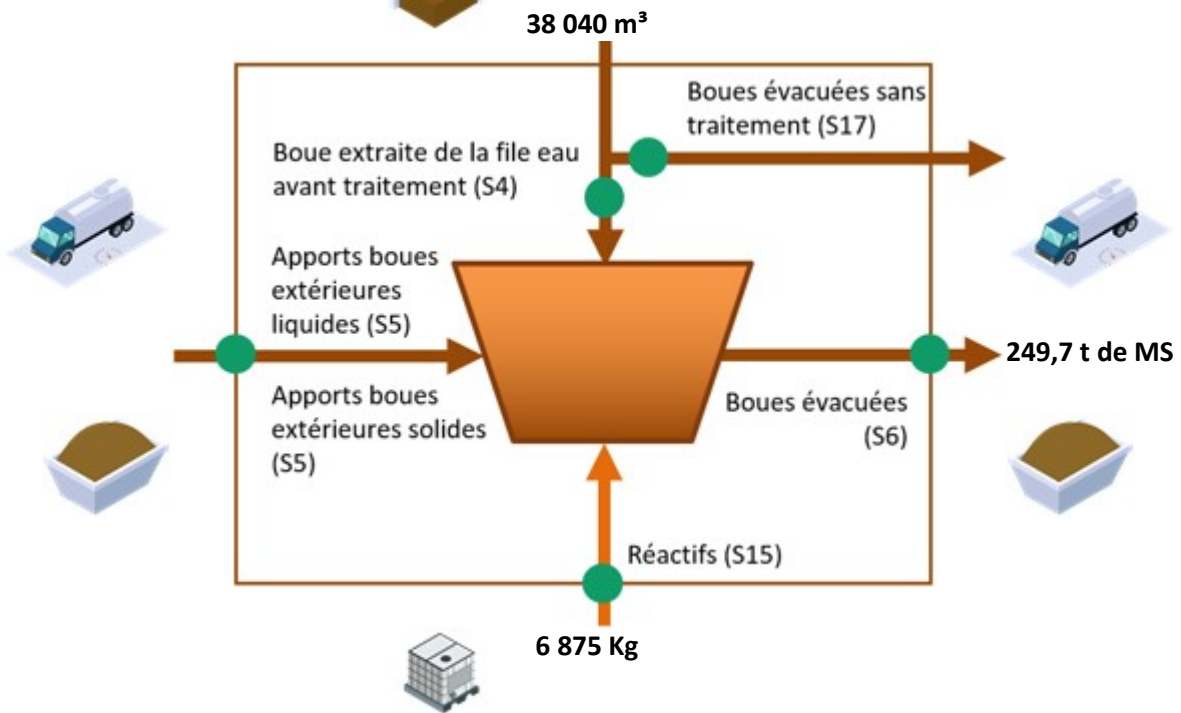 38 040 m³
Boues évacuées sans
traitement (S17)
Boue extraite de la file eau
avant traitement (S4)
Apports boues
extérieures
liquides (S5)
249,7 t de MS
Apports boues
extérieures solides
(S5)
Boues évacuées
(S6)
Réactifs (S15)
6 875 Kg